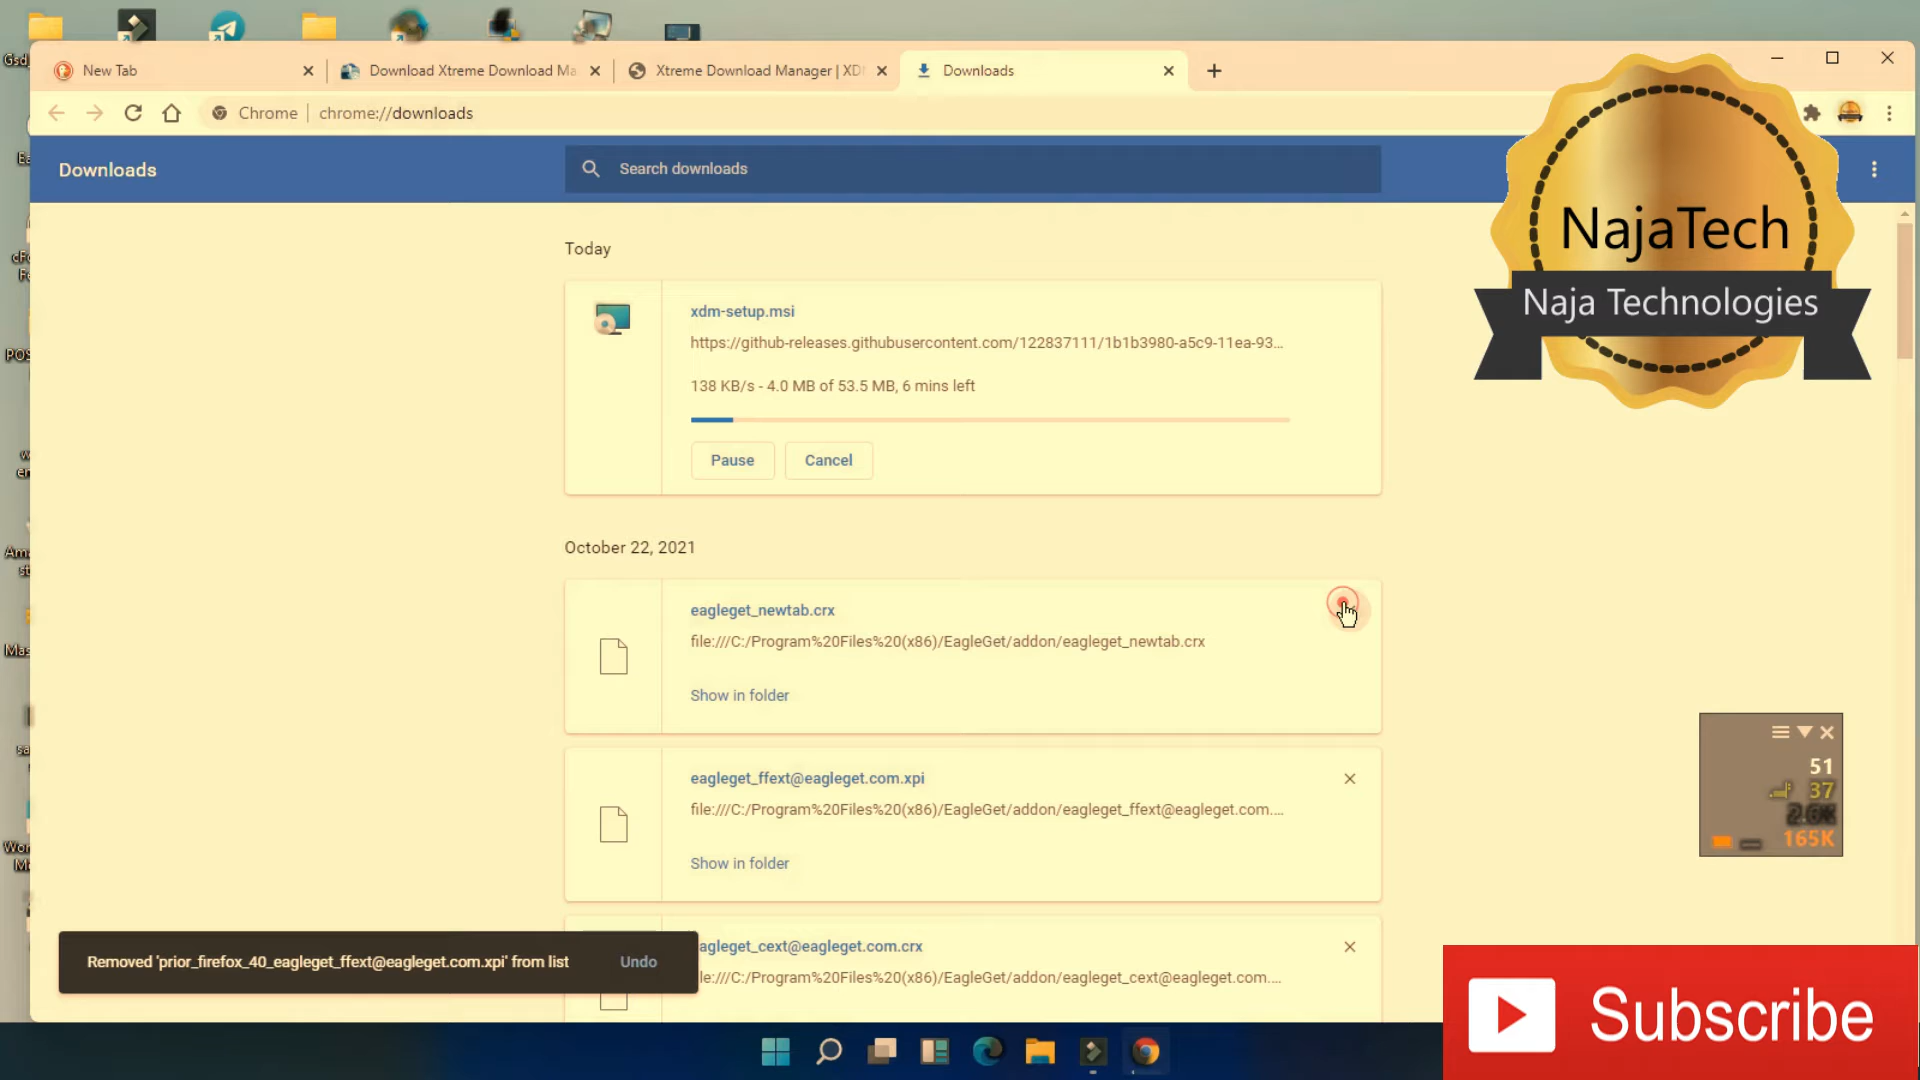 New Tab
Download Xtreme Download Ma
Xtreme Download Manager | XD
Downloads
Chrome
chrome://downloads
Downloads
Search downloads
NajaTech
Naja Technologies
Today
xdm-setup.msi
https://github-releases.githubusercontent.com/122837111/1b1b3980-a5c9-11ea-93...
138 KB/s - 4.0 MB of 53.5 MB, 6 mins left
Pause
Cancel
October 22, 2021
eagleget_newtab.crx
file:///C:/Program%20Files%20(x86)/EagleGet/addon/eagleget_newtab.crx
Show in folder
eagleget_ffext@eagleget.com.xpi
file:///C:/Program%20Files%20(x86)/EagleGet/addon/eagleget_ffext@eagleget.com....
Show in folder
agleget_cext@eagleget.com.crx
le:///C:/Program%20Files%20(x86)/EagleGet/addon/eagleget_cext@eagleget.com....
Removed 'prior_firefox_40_eagleget_ffext@eagleget.com.xpi' from list
Undo
51
37
2.6K
165K
Subscribe